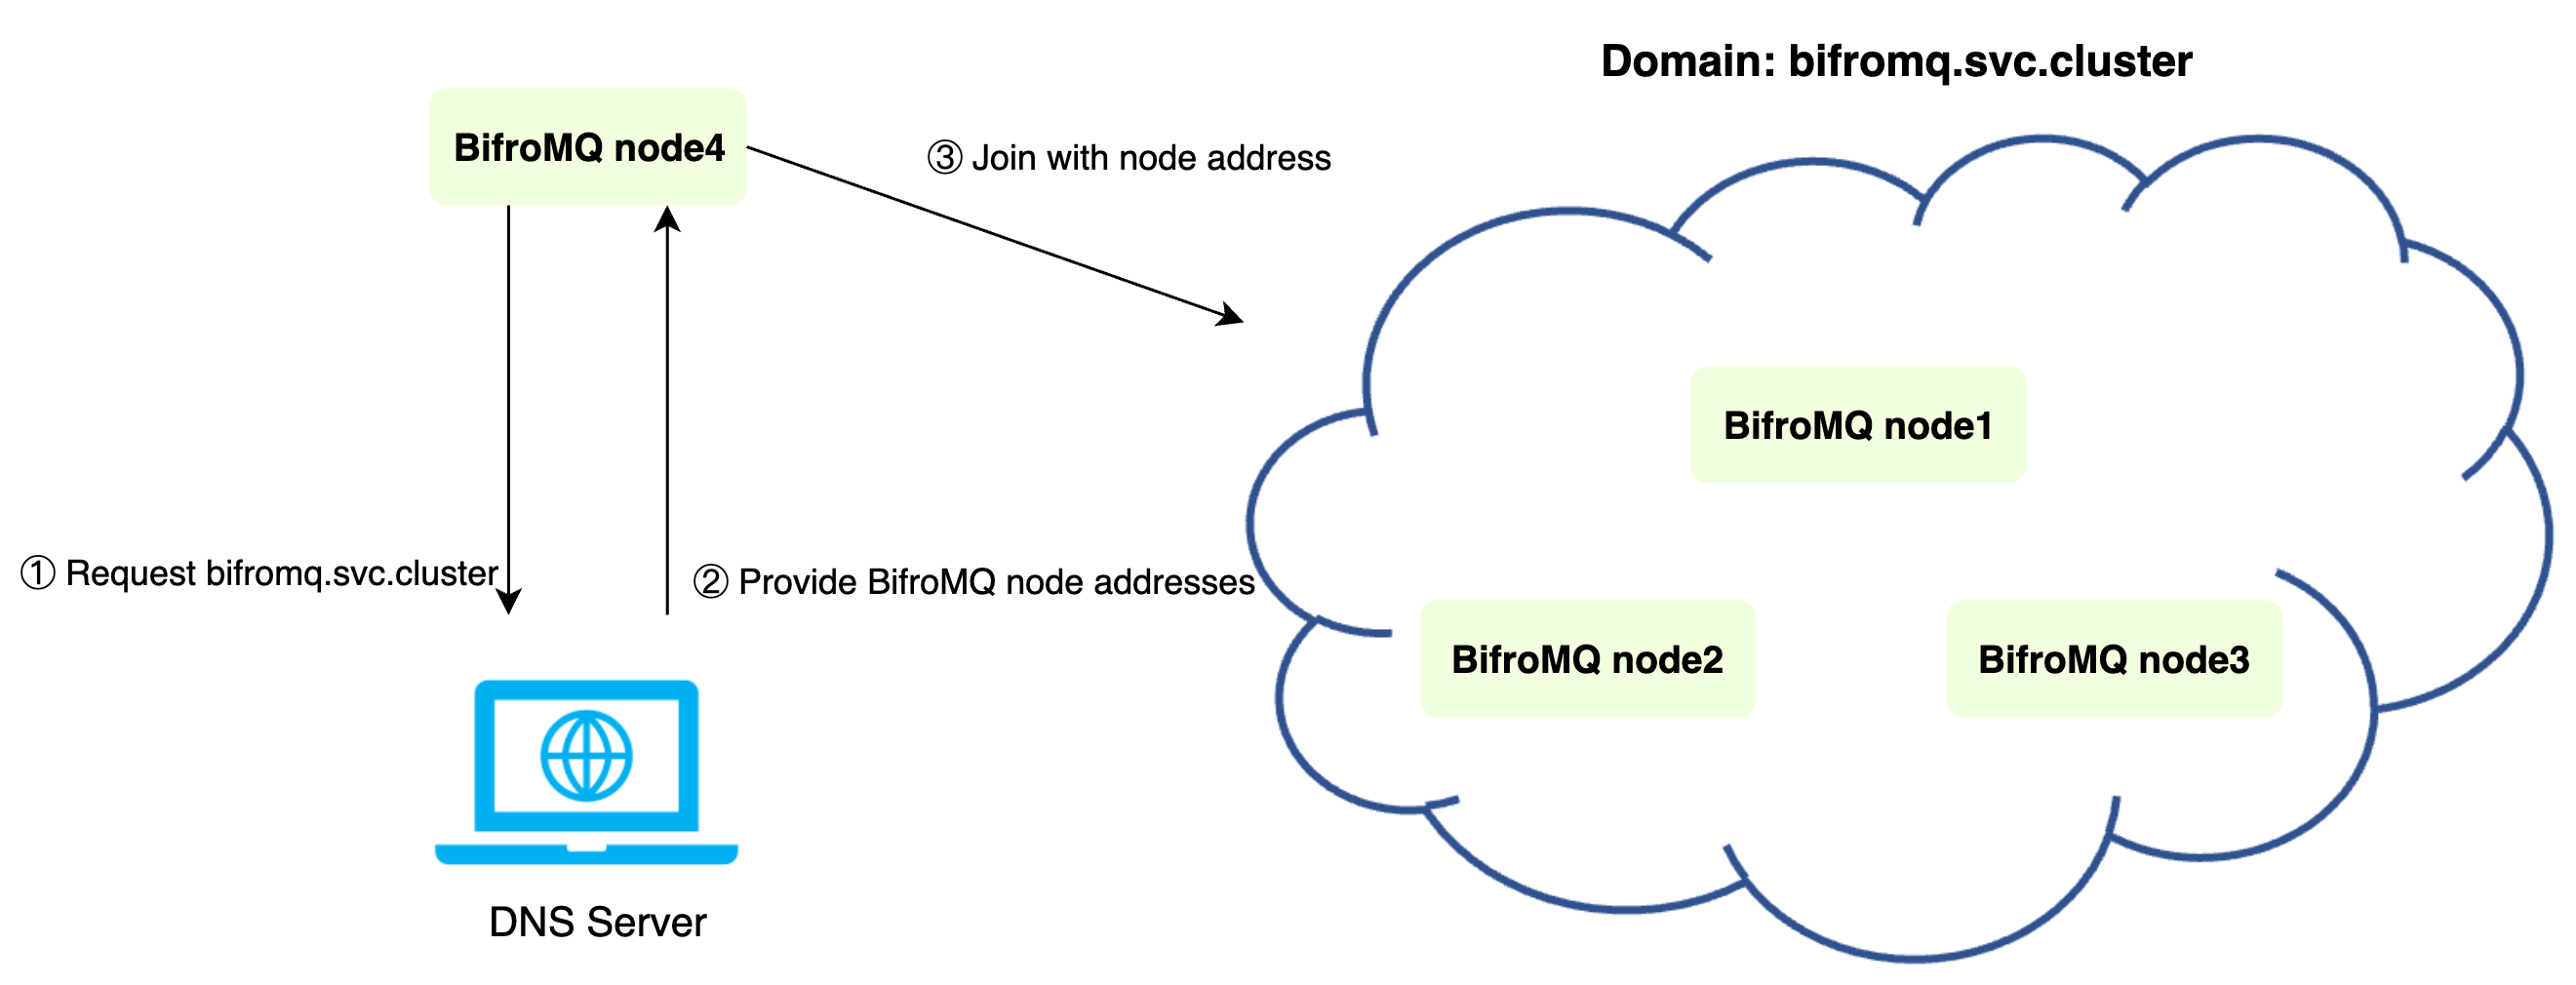 Domain: bifromq.svc.cluster
BifroMQ node4
③ Join with node address
BifroMQ node1
① Request bifromq.svc.cluster
② Provide BifroMQ node addresses
BifroMQ node2
BifroMQ node3
DNS Server